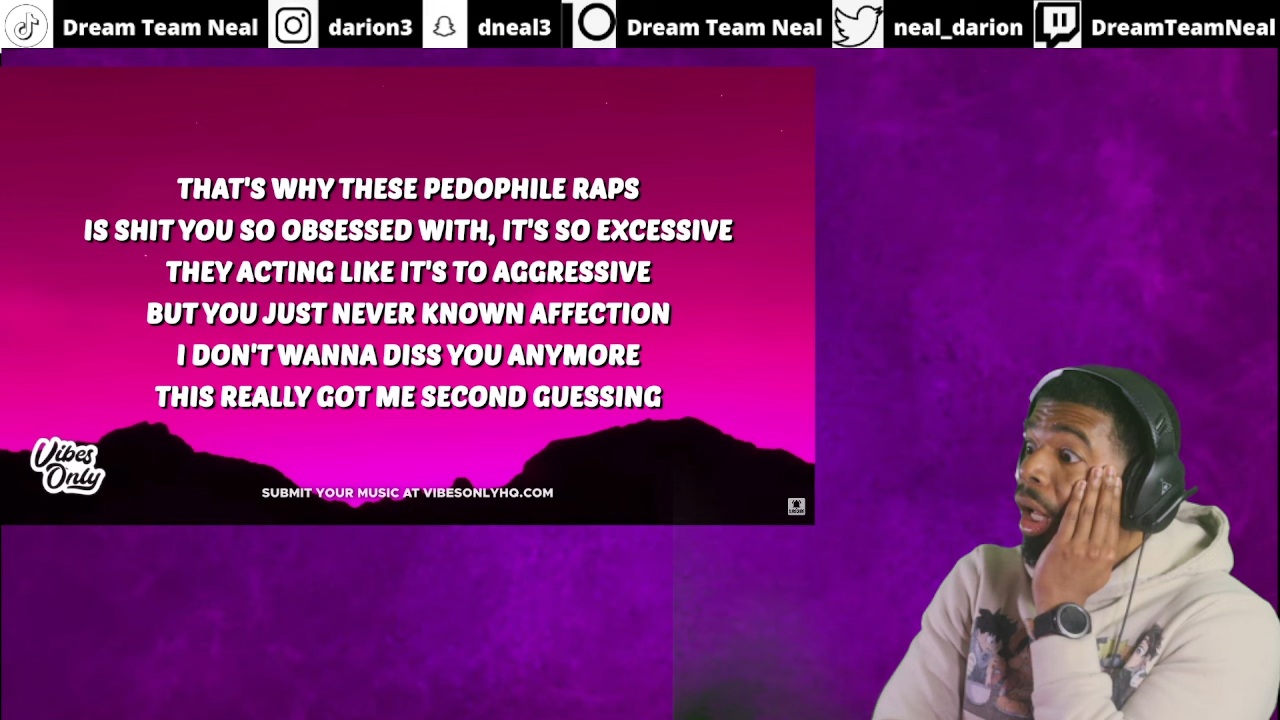 Dream Team Neal
darion3
dneal3
Dream Team Neal
neal_darion
DreamTeamNeal
THAT'S WHY THESE PEDOPHILE RAPS
IS SHIT YOU SO OBSESSED WITH, IT'S SO EXCESSIVE
THEY ACTING LIKE IT'S TO AGGRESSIVE
BUT YOU JUST NEVER KNOWN AFFECTION
I DON'T WANNA DISS YOU ANYMORE
THIS REALLY GOT ME SECOND GUESSING
Vibes
Only
SUBMIT YOUR MUSIC AT VIBESONLYHQ.COM